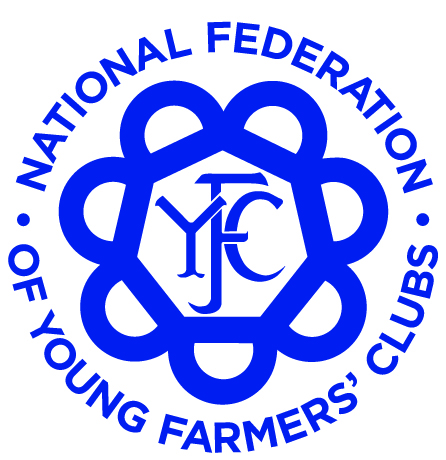 NATIONAL FEDERATION
OF YOUNG FARMERS' CLUBS
YFC